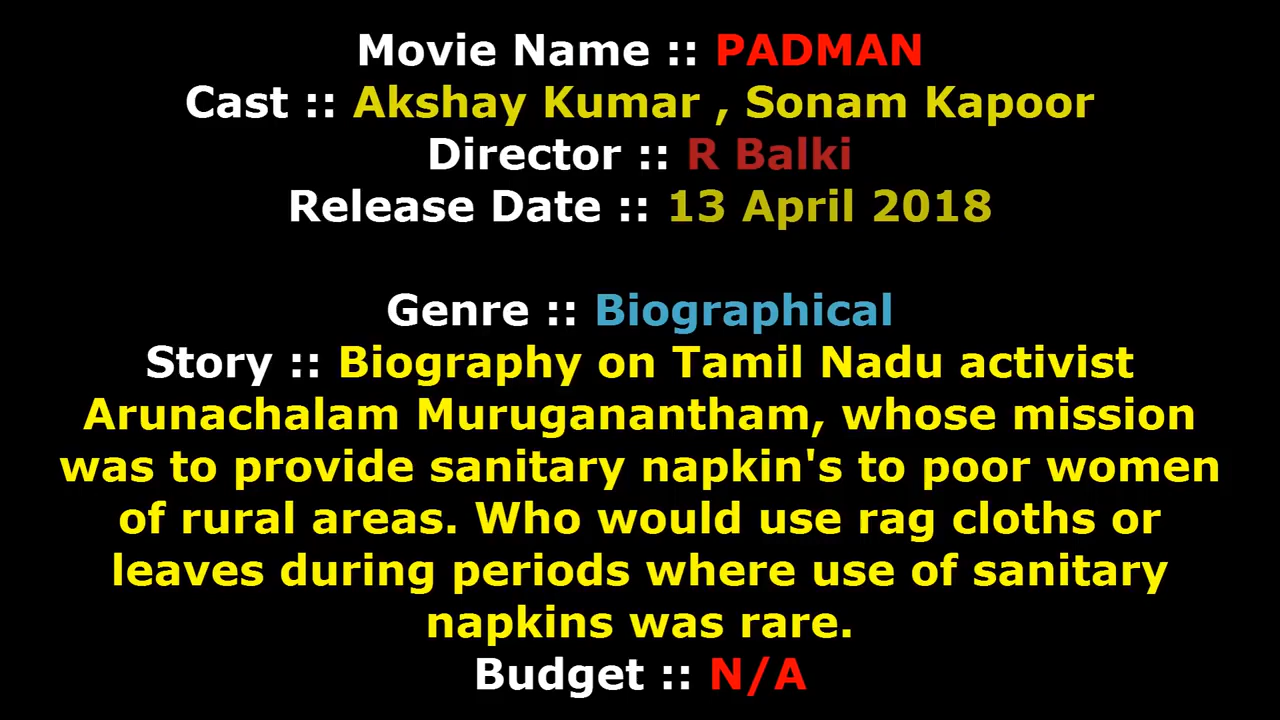 Movie Name :: PADMAN
Cast :: Akshay Kumar , Sonam Kapoor
Director :: R Balki
Release Date :: 13 April 2018
Genre :: Biographical
Story :: Biography on Tamil Nadu activist
Arunachalam Muruganantham, whose mission
was to provide sanitary napkin's to poor women
of rural areas. Who would use rag cloths or
leaves during periods where use of sanitary
napkins was rare.
Budget :: N/A